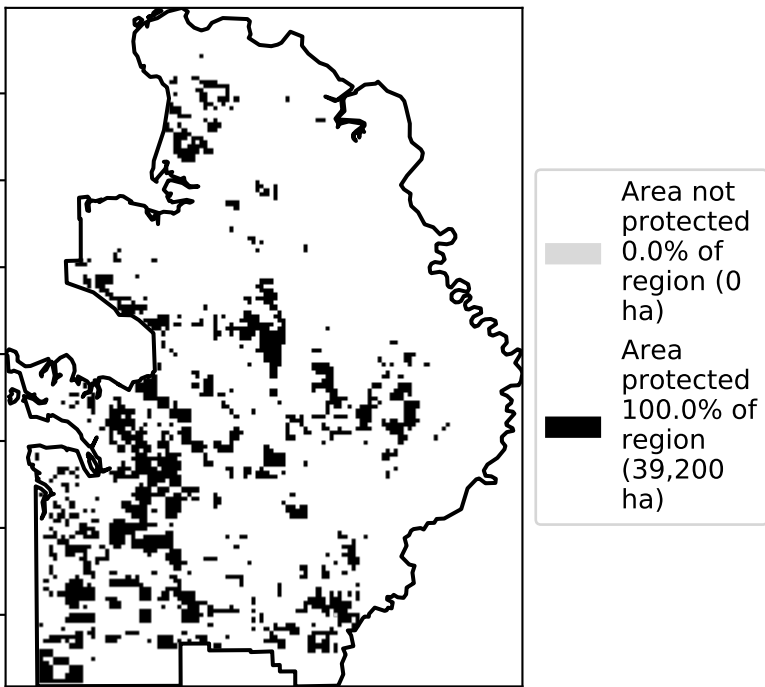 Area not
protected
0.0% of
region (0
ha)
Area
protected
100.0% of
region
(39,200
ha)